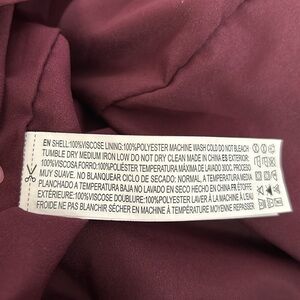 EN SHELL:100%VISCOSE LINING:100%POLYESTER MACHINE WASH COLD DO NOT BLEACH
TUMBLE DRY MEDIUM IRON LOW DO NOT DRY CLEAN MADE IN CHINA ES EXTERIOR:
100%VISCOSA FORRO:100%POLIÉSTER TEMPERATURA MÁXIMA DE LAVADO 30C. PROCESO
MUY SUAVE. NO BLANQUEAR CICLO DE SECADO: NORMAL. A TEMPERATURA MEDIA
PLANCHADO A TEMPERATURA BAJA NO LAVADO EN SECO HECHO EN CHINA FR ÉTOFFE
EXTÉRIEURE:100%VISCOSE DOUBLURE:100%POLYESTER LAVER À LA MACHINE À L'EAU
FROIDE NE PAS BLANCHIR SÉCHER EN MACHINE À TEMPÉRATURE MOYENNE REPASSER